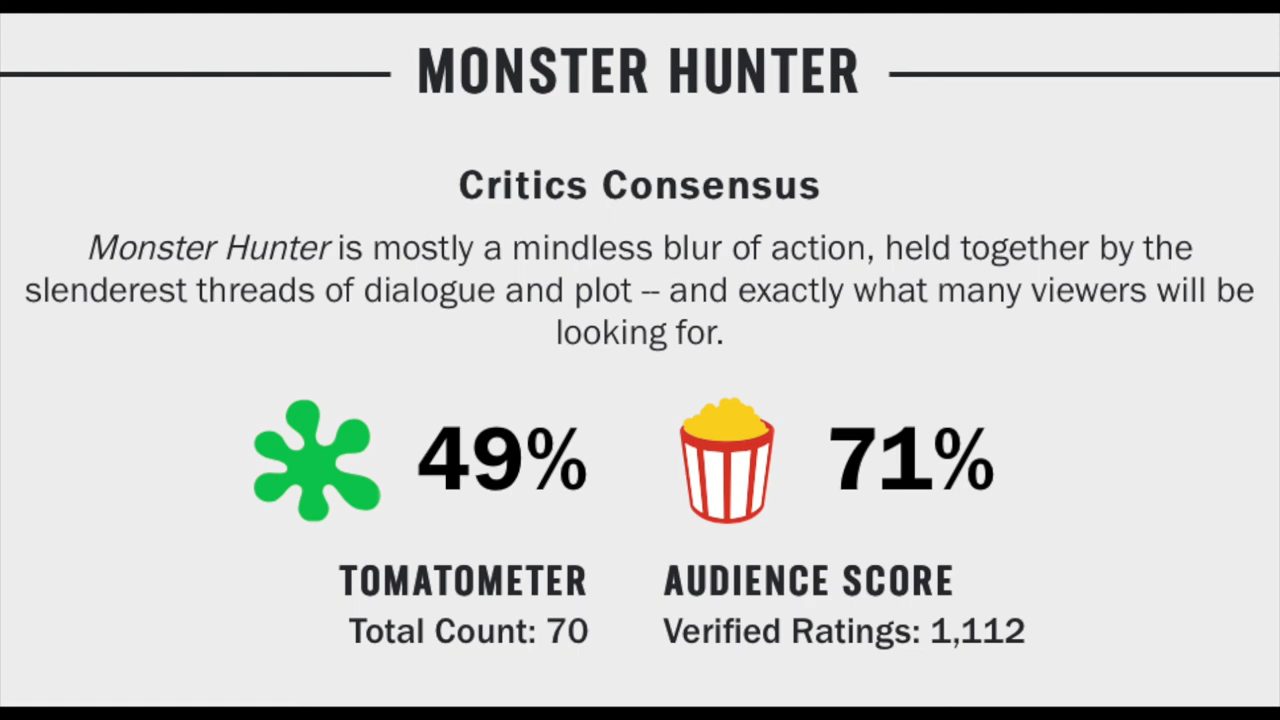 MONSTER HUNTER
Critics Consensus
Monster Hunter is mostly a mindless blur of action, held together by the
slenderest threads of dialogue and plot -- and exactly what many viewers will be
looking for.
49% 71%
TOMATOMETER AUDIENCE SCORE
Total Count: 70 Verified Ratings: 1,112